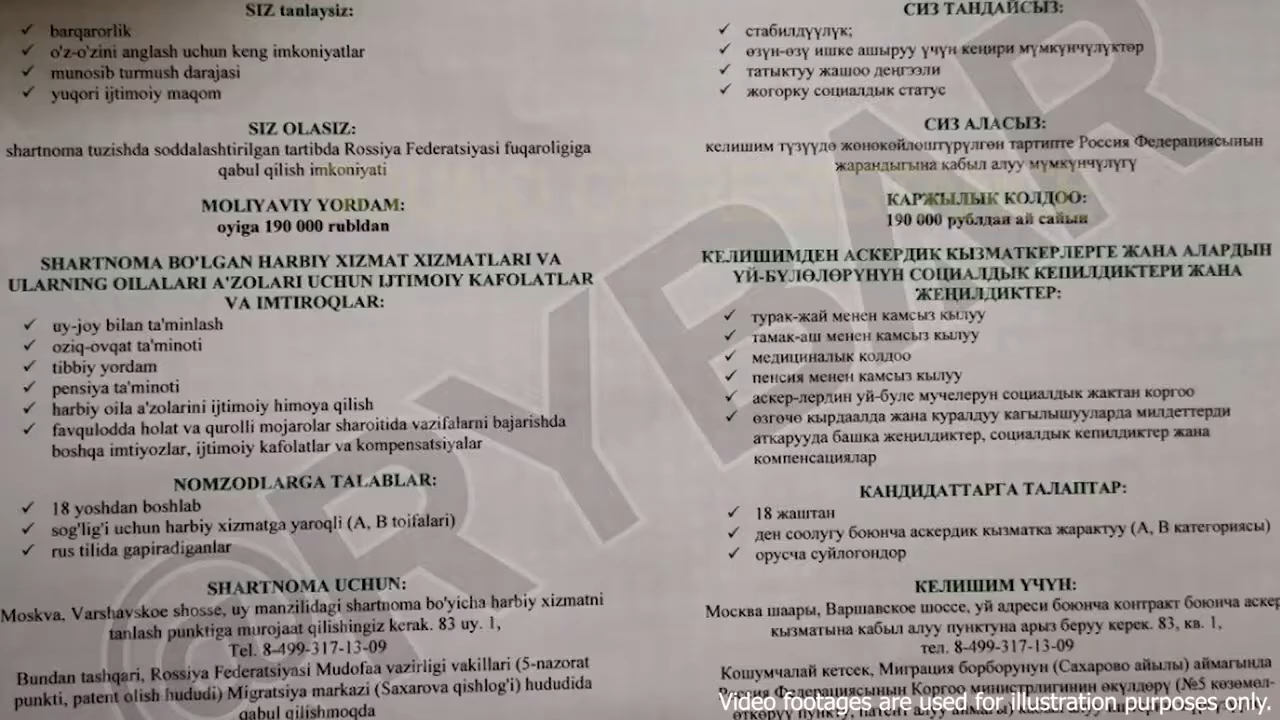 SIZ tanlaysiz:
✓ barqarorlik
✓ o'z-o'zini anglash uchun keng imkoniyatlar
✓ munosib turmush darajasi
✓ yuqori ijtimoiy maqom
SIZ OLASIZ:
shartnoma tuzishda soddalashtirilgan tartibda Rossiya Federatsiyasi fuqaroligiga
qabul qilish imkoniyati
MOLIYAVIY YORDAM:
oyiga 190 000 rubldan
SHARTNOMA BO'LGAN HARBIY XIZMAT XIZMATLARI VA
ULARNING OILALARI A'ZOLARI UCHUN IJTIMOIY KAFOLATLAR
VA IMTIROQLAR:
✓ uy-joy bilan ta'minlash
✓ oziq-ovqat ta'minoti
✓ tibbiy yordam
✓ pensiya ta'minoti
✓ harbiy oila a'zolarini ijtimoiy himoya qilish
✓ favqulodda holat va qurolli mojarolar sharoitida vazifalarni bajarishda
boshqa imtiyozlar, ijtimoiy kafolatlar va kompensatsiyalar
NOMZODLARGA TALABLAR:
✓ 18 yoshdan boshlab
✓ sog'lig'i uchun harbiy xizmatga yaroqli (A, B toifalari)
✓ rus tilida gapiradiganlar
SHARTNOMA UCHUN:
Moskva, Varshavskoe shosse, uy manzilidagi shartnoma bo'yicha harbiy xizmatni
tanlash punktiga murojaat qilishingiz kerak. 83 uy. 1,
Tel. 8-499-317-13-09
Bundan tashqari, Rossiya Federatsiyasi Mudofaa vazirligi vakillari (5-nazorat
punkti, patent olish hududi) Migratsiya markazi (Saxarova qishlog'i) hududida
qabul qilishmoqda
СИЗ ТАНДАЙСЫЗ:
✓ стабилдүүлүк;
✓ өзүн-өзү ишке ашыруу үчүн кеңири мүмкүнчүлүктөр
✓ татыктуу жашоо деңгээли
✓ жогорку социалдык статус
СИЗ АЛАСЫЗ:
келишим түзүүдө жөнөкөйлөштүрүлгөн тартипте Россия Федерациясынын
жарандыгына кабыл алуу мүмкүнчүлүгү
КАРЖЫЛЫК КОЛДОО:
190 000 рублдан ай сайын
КЕЛИШИМДЕН АСКЕРДИК КЫЗМАТКЕРЛЕРГЕ ЖАНА АЛАРДЫН
ҮЙ-БҮЛӨЛӨРҮНҮН СОЦИАЛДЫК КЕПИЛДИКТЕРИ ЖАНА
ЖЕҢИЛДИКТЕР:
✓ турак-жай менен камсыз кылуу
✓ тамак-аш менен камсыз кылуу
✓ медициналык колдоо
✓ пенсия менен камсыз кылуу
✓ аскер-лердин уй-буле мучелерун социалдык жактан коргоо
✓ өзгөчө кырдаалда жана куралдуу кагылышууларда милдеттерди
аткарууда башка жеңилдиктер, социалдык кепилдиктер жана
компенсациялар
КАНДИДАТТАРГА ТАЛАПТАР:
✓ 18 жаштан
✓ ден соолугу боюнча аскердик кызматка жарактуу (А, В категориясы)
✓ орусча суйлогондор
КЕЛИШИМ ҮЧҮН:
Москва шаары, Варшавское шоссе, уй адреси боюнча контракт боюнча аскер
кызматына кабыл алуу пунктуна арыз беруу керек. 83, кв. 1,
тел. 8-499-317-13-09
Кошумчалай кетсек, Миграция борборунун (Сахарово айылы) аймагында
Федерациясынын Коргоо министрлигинин өкүлдөрү (№5 көзөмөл-
@RYBAR
Video footages are used for illustration purposes only.